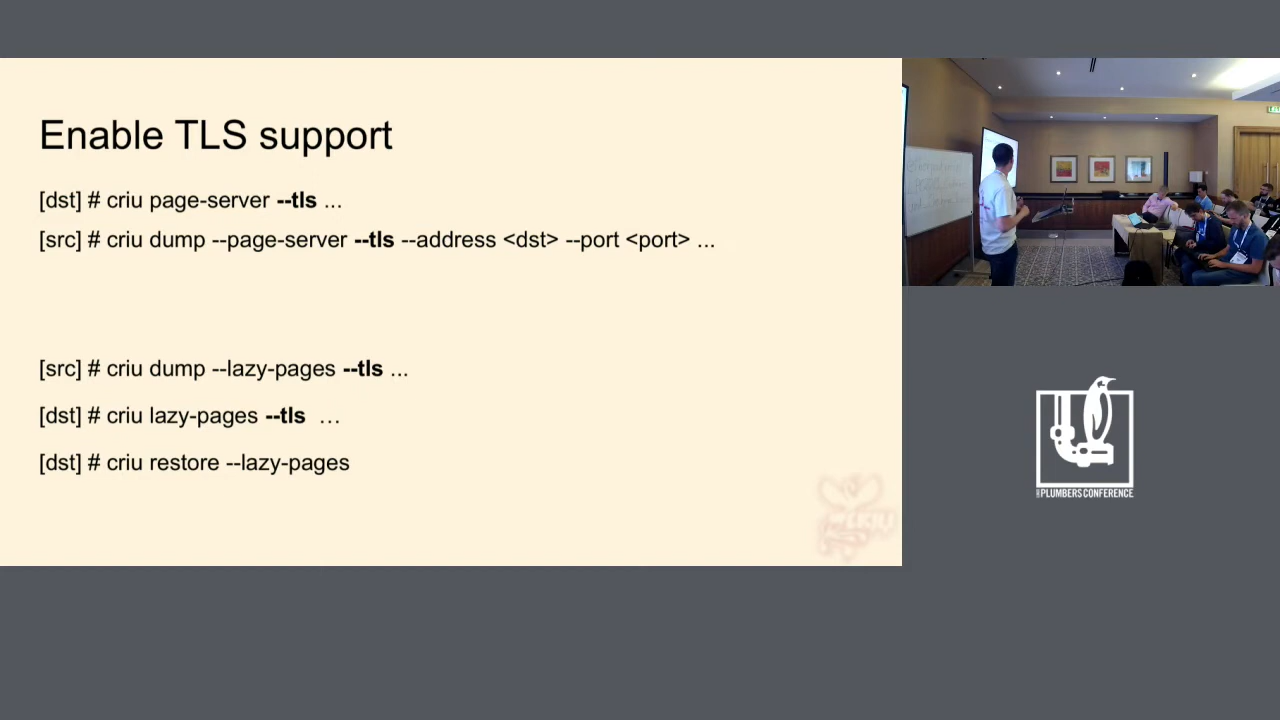 Enable TLS support
[dst] # criu page-server --tls ...
[src] # criu dump --page-server --tls --address <dst> --port <port> ...
[src] # criu dump --lazy-pages --tls ...
[dst] # criu lazy-pages --tls …
[dst] # criu restore --lazy-pages
CRIU
PLUMBERS CONFERENCE